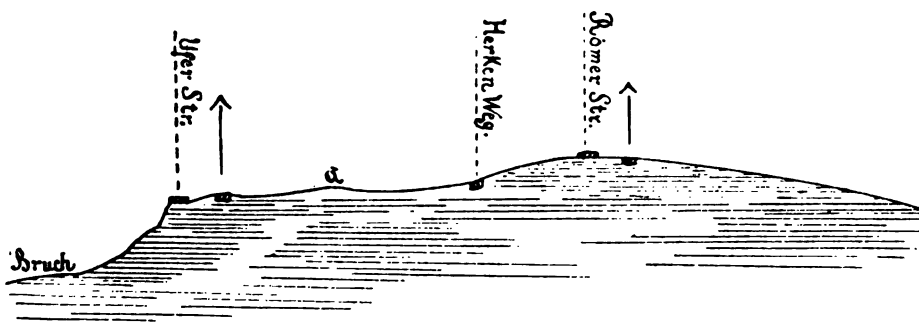 Ufer Str.
Herken Weg.
Römer Str.
a
Bruch